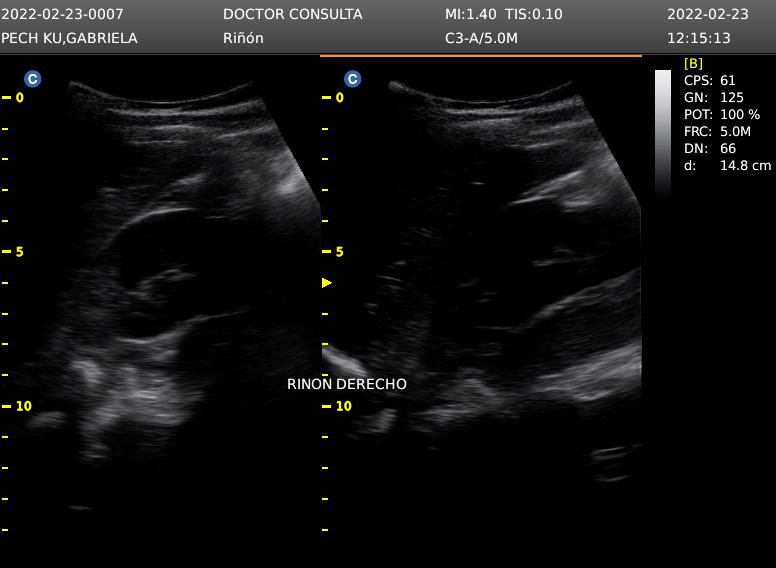 2022-02-23-0007 DOCTOR CONSULTA MI:1.40 TIS:0.10 2022-02-23
PECH KU,GABRIELA Riñón C3-A/5.0M 12:15:13
[B]
CPS: 61
GN: 125
POT: 100 %
FRC: 5.0M
DN: 66
d: 14.8 cm
C C
0 0
5 5
RINON DERECHO
10 10